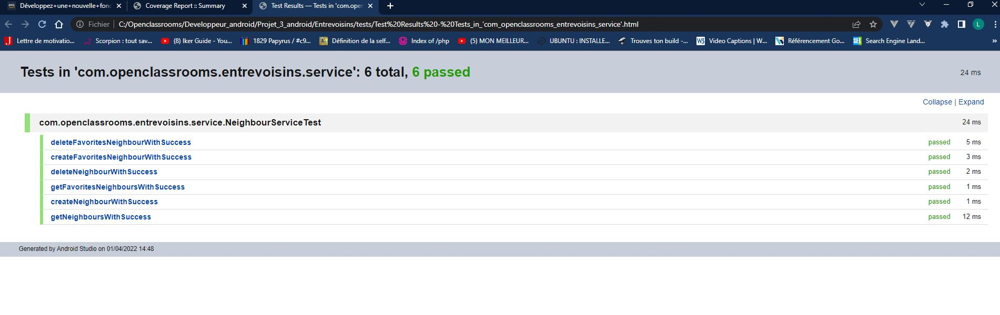 Développez+une+nouvelle+fonc
Coverage Report :: Summary
Test Results — Tests in 'com.open
Fichier
C:/Openclassrooms/Developpeur_android/Projet_3_android/Entrevoisins/tests/Test%20Results%20-%20Tests_in_'com_openclassrooms_entrevoisins_service'.html
L
Lettre de motivatio... Scorpion : tout sav... (8) Iker Guide - You... 1829 Papyrus / #c9... Définition de la self... Index of /php (5) MON MEILLEUR... UBUNTU : INSTALLE... Trouves ton build -... W3 Video Captions | W... Référencement Go... SEL Search Engine Land... »
Tests in 'com.openclassrooms.entrevoisins.service': 6 total, 6 passed 24 ms
Collapse | Expand
com.openclassrooms.entrevoisins.service.NeighbourServiceTest 24 ms
deleteFavoritesNeighbourWithSuccess passed 5 ms
createFavoritesNeighbourWithSuccess passed 3 ms
deleteNeighbourWithSuccess passed 2 ms
getFavoritesNeighboursWithSuccess passed 1 ms
createNeighbourWithSuccess passed 1 ms
getNeighboursWithSuccess passed 12 ms
Generated by Android Studio on 01/04/2022 14:48